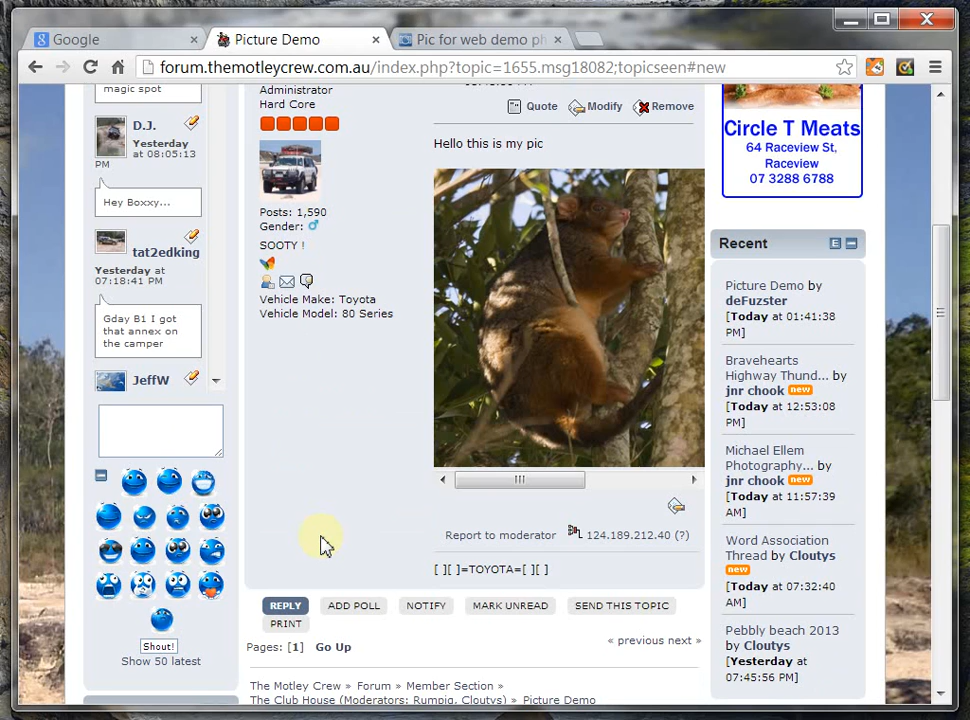 Google
Picture Demo
Pic for web demo ph
forum.themotleycrew.com.au/index.php?topic=1655.msg18082;topicseen#new
magic spot
D.J.
Yesterday
at 08:05:13
PM
Hey Boxxy...
tat2edking
Yesterday at
07:18:41 PM
Gday B1 I got
that annex on
the camper
JeffW
Shout!
Show 50 latest
Administrator
Hard Core
Posts: 1,590
Gender:
SOOTY !
Vehicle Make: Toyota
Vehicle Model: 80 Series
Quote
Modify
Remove
Hello this is my pic
Report to moderator
124.189.212.40 (?)
[ ][ ]=TOYOTA=[ ][ ]
REPLY
ADD POLL
NOTIFY
MARK UNREAD
SEND THIS TOPIC
PRINT
Pages: [1] Go Up
« previous next »
The Motley Crew » Forum » Member Section »
The Club House (Moderators: Rumpig, Cloutys) » Picture Demo
Circle T Meats
64 Raceview St,
Raceview
07 3288 6788
Recent
Picture Demo by
deFuzster
[Today at 01:41:38
PM]
Bravehearts
Highway Thund... by
jnr chook new
[Today at 12:53:08
PM]
Michael Ellem
Photography... by
jnr chook new
[Today at 11:57:39
AM]
Word Association
Thread by Cloutys
new
[Today at 07:32:40
AM]
Pebbly beach 2013
by Cloutys
[Yesterday at
07:45:56 PM]